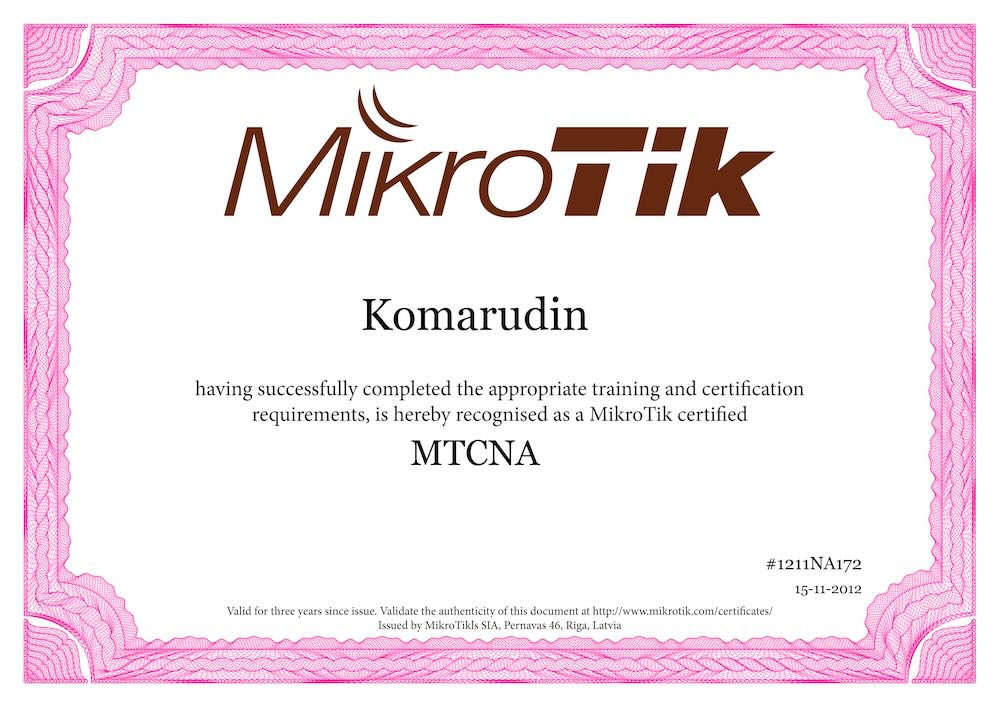 MikroTik
Komarudin
having successfully completed the appropriate training and certification
requirements, is hereby recognised as a MikroTik certified
MTCNA
#1211NA172
15-11-2012
Valid for three years since issue. Validate the authenticity of this document at http://www.mikrotik.com/certificates/
Issued by MikroTikls SIA, Pernavas 46, Riga, Latvia